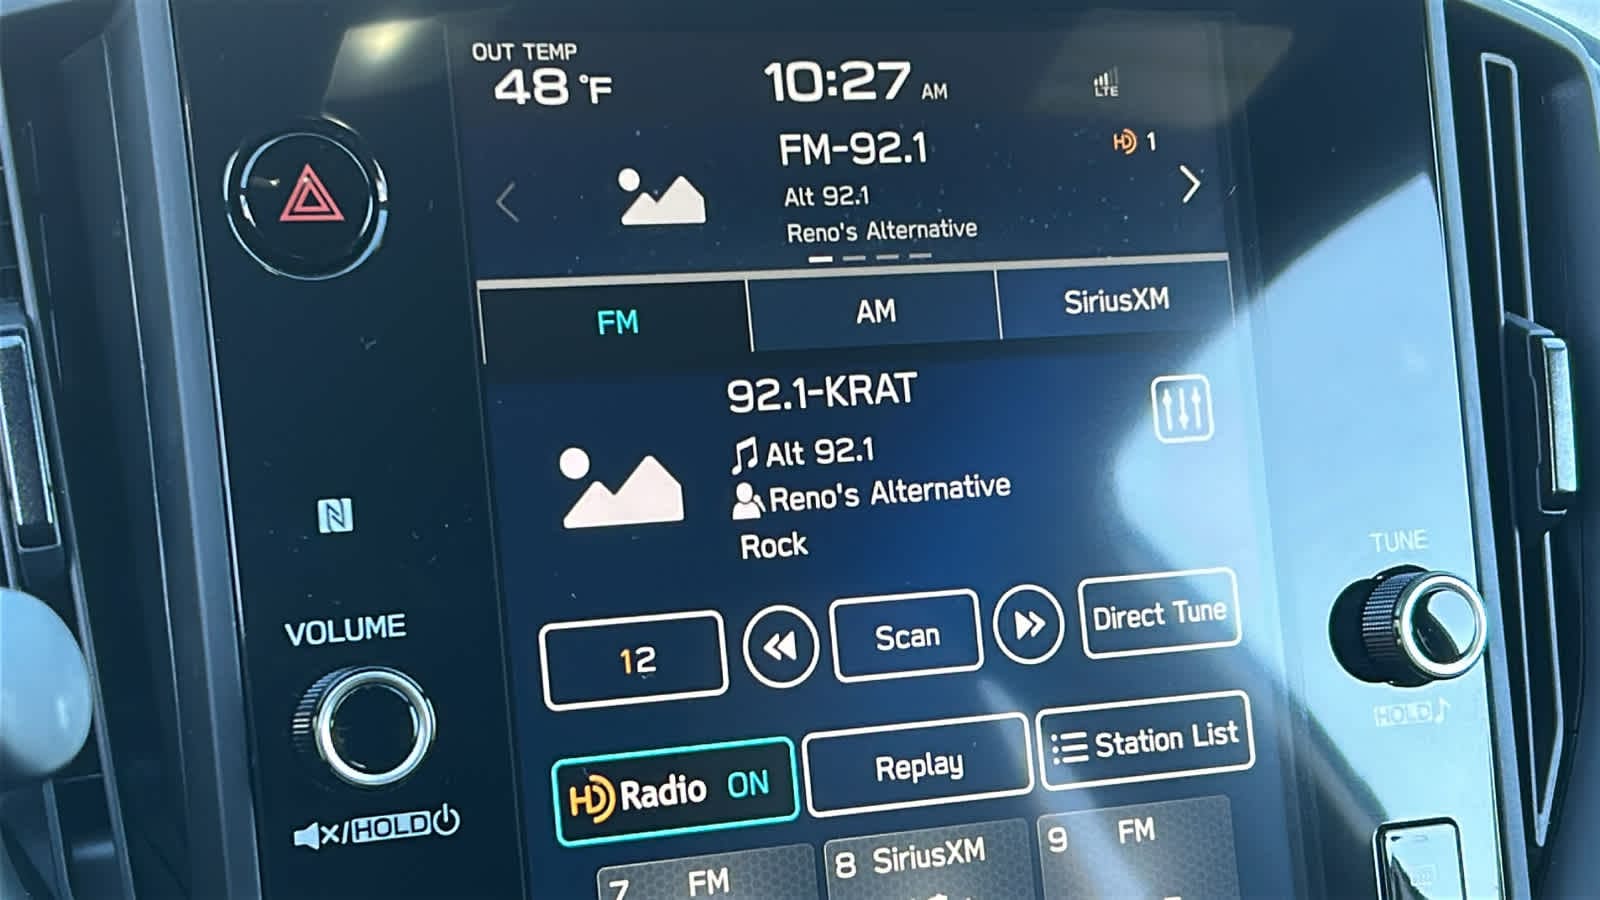 OUT TEMP
48 °F
10:27 AM
LTE
FM-92.1
HD 1
Alt 92.1
Reno's Alternative
FM
AM
SiriusXM
92.1-KRAT
Alt 92.1
Reno's Alternative
Rock
N
VOLUME
TUNE
12
Scan
Direct Tune
HOLD
HD Radio ON
Replay
Station List
HOLD
7 FM
8 SiriusXM
9 FM